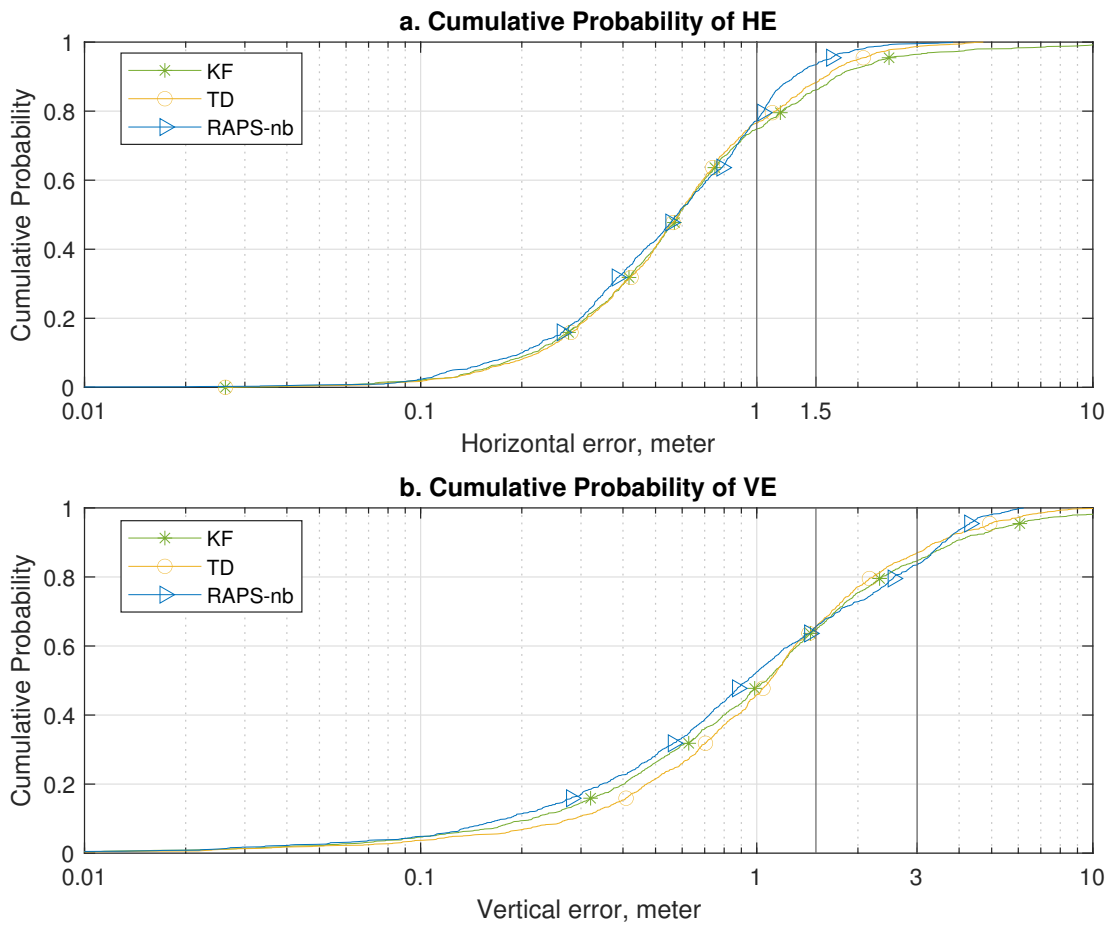 a. Cumulative Probability of HE
1
0.8
0.6
0.4
0.2
0
Cumulative Probability
KF
TD
RAPS-nb
0.01
0.1
1
1.5
10
Horizontal error, meter
b. Cumulative Probability of VE
1
0.8
0.6
0.4
0.2
0
Cumulative Probability
KF
TD
RAPS-nb
0.01
0.1
1
3
10
Vertical error, meter